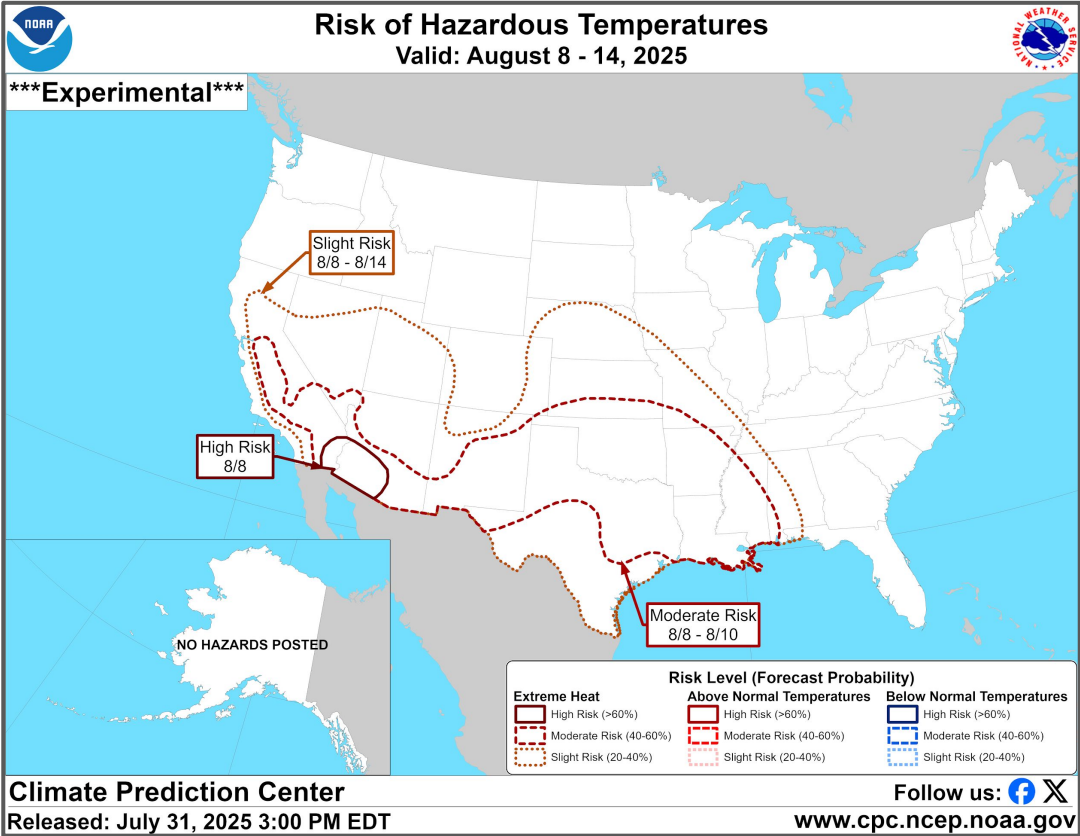 NOAA
Risk of Hazardous Temperatures
Valid: August 8 - 14, 2025
NATIONAL WEATHER SERVICE
***Experimental***
Slight Risk
8/8 - 8/14
High Risk
8/8
Moderate Risk
8/8 - 8/10
NO HAZARDS POSTED
Risk Level (Forecast Probability)
Extreme Heat
High Risk (>60%)
Moderate Risk (40-60%)
Slight Risk (20-40%)
Above Normal Temperatures
High Risk (>60%)
Moderate Risk (40-60%)
Slight Risk (20-40%)
Below Normal Temperatures
High Risk (>60%)
Moderate Risk (40-60%)
Slight Risk (20-40%)
Climate Prediction Center
Follow us:
Released: July 31, 2025 3:00 PM EDT
www.cpc.ncep.noaa.gov